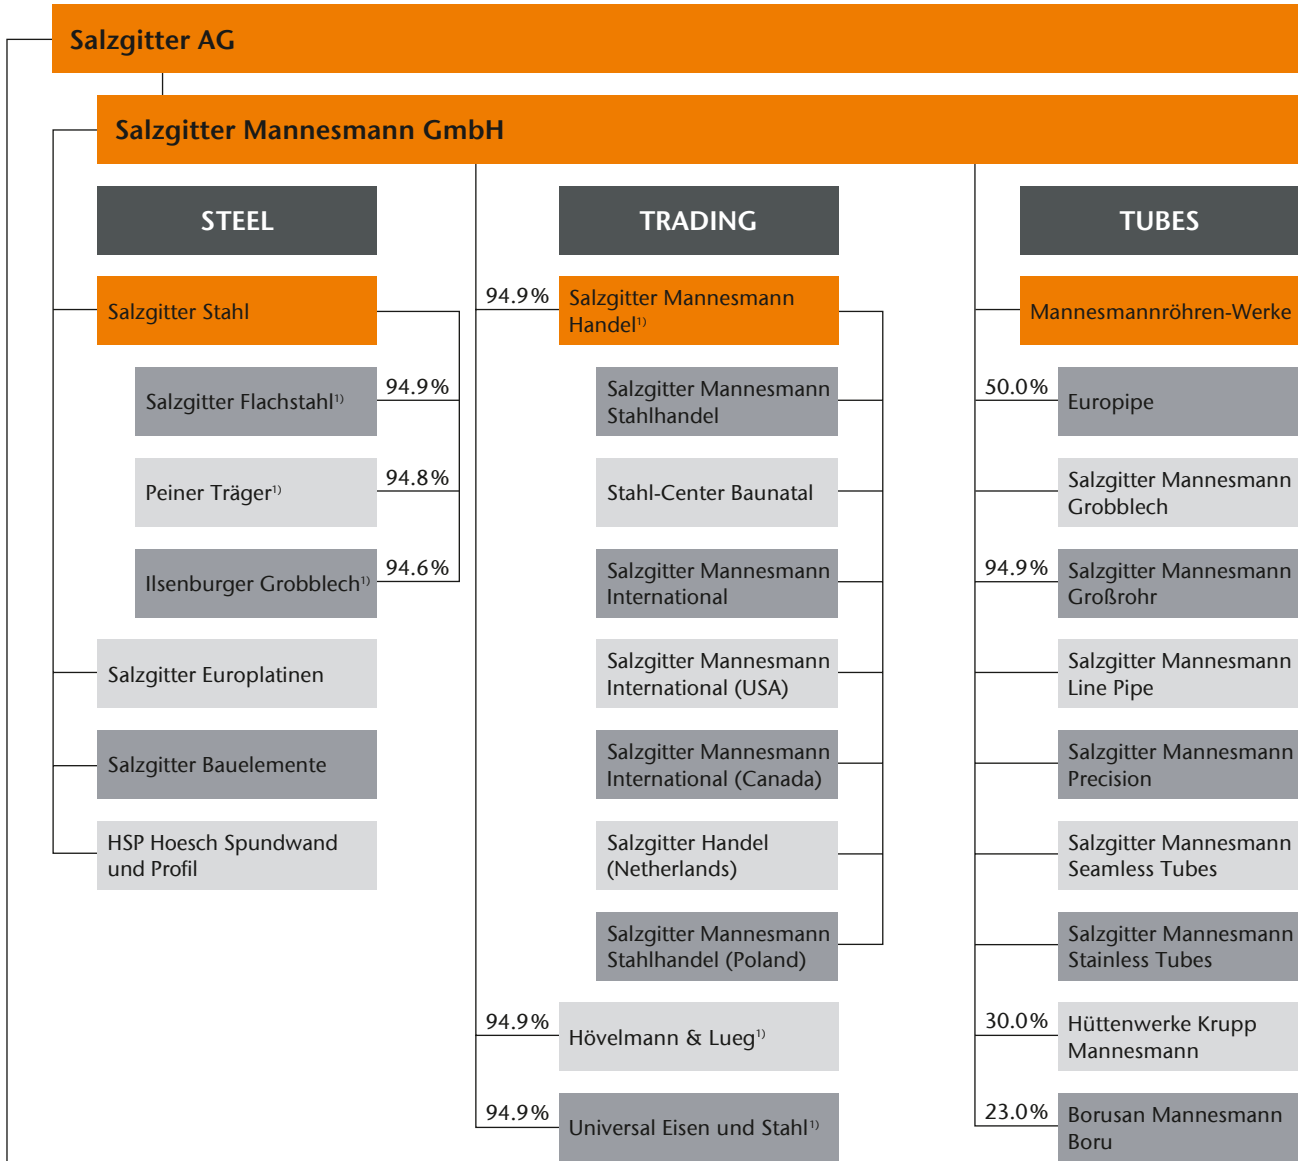 Salzgitter AG
Salzgitter Mannesmann GmbH
STEEL
Salzgitter Stahl
Salzgitter Flachstahl¹⁾
94.9%
Peiner Träger¹⁾
94.8%
Ilsenburger Grobblech¹⁾
94.6%
Salzgitter Europlatinen
Salzgitter Bauelemente
HSP Hoesch Spundwand
und Profil
TRADING
94.9%
Salzgitter Mannesmann
Handel¹⁾
Salzgitter Mannesmann
Stahlhandel
Stahl-Center Baunatal
Salzgitter Mannesmann
International
Salzgitter Mannesmann
International (USA)
Salzgitter Mannesmann
International (Canada)
Salzgitter Handel
(Netherlands)
Salzgitter Mannesmann
Stahlhandel (Poland)
94.9%
Hövelmann & Lueg¹⁾
94.9%
Universal Eisen und Stahl¹⁾
TUBES
Mannesmannröhren-Werke
50.0%
Europipe
Salzgitter Mannesmann
Grobblech
94.9%
Salzgitter Mannesmann
Großrohr
Salzgitter Mannesmann
Line Pipe
Salzgitter Mannesmann
Precision
Salzgitter Mannesmann
Seamless Tubes
Salzgitter Mannesmann
Stainless Tubes
30.0%
Hüttenwerke Krupp
Mannesmann
23.0%
Borusan Mannesmann
Boru